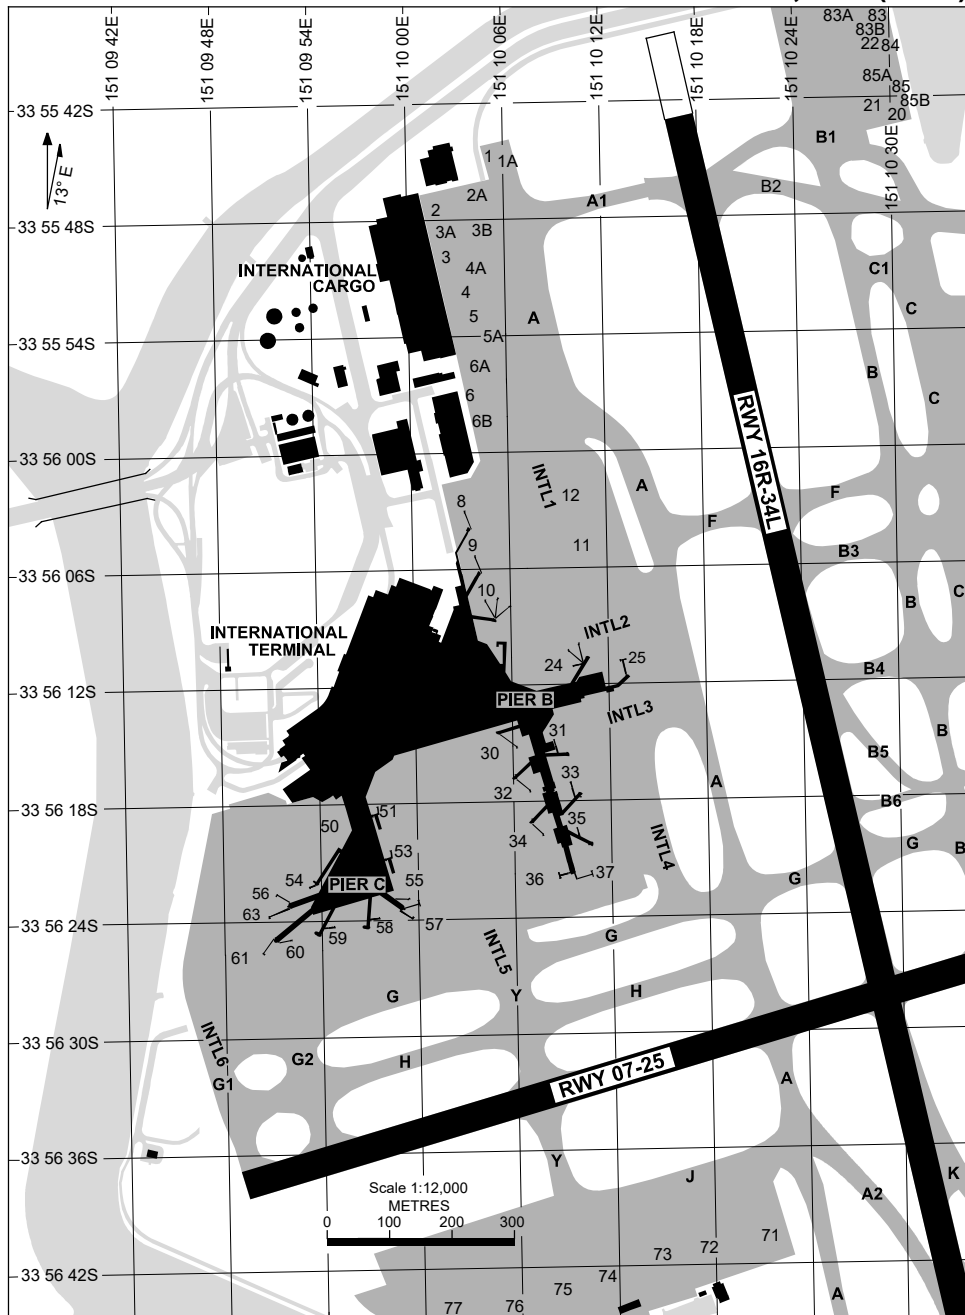 151 09 42E
151 09 48E
151 09 54E
151 10 00E
151 10 06E
151 10 12E
151 10 18E
151 10 24E
151 10 30E
83A
83
83B
22
84
85A
85
85B
21
20
33 55 42S
13° E
B1
1
1A
B2
2A
A1
2
33 55 48S
3A
3B
3
4A
C1
INTERNATIONAL
CARGO
4
C
5
A
5A
33 55 54S
6A
B
6
C
6B
RWY 16R-34L
33 56 00S
INTL1
12
A
F
8
F
9
11
B3
33 56 06S
10
B
C
INTERNATIONAL
TERMINAL
INTL2
24
25
B4
33 56 12S
PIER B
INTL3
30
31
B
B5
33
A
32
B6
33 56 18S
51
50
35
34
INTL4
G
B
53
54
PIER C
55
36
37
G
56
63
57
58
59
33 56 24S
60
61
G
INTL5
G
Y
H
33 56 30S
INTL6
G2
H
G1
RWY 07-25
A
33 56 36S
Y
J
K
A2
Scale 1:12,000
METRES
0 100 200 300
71
72
73
33 56 42S
74
75
A
76
77